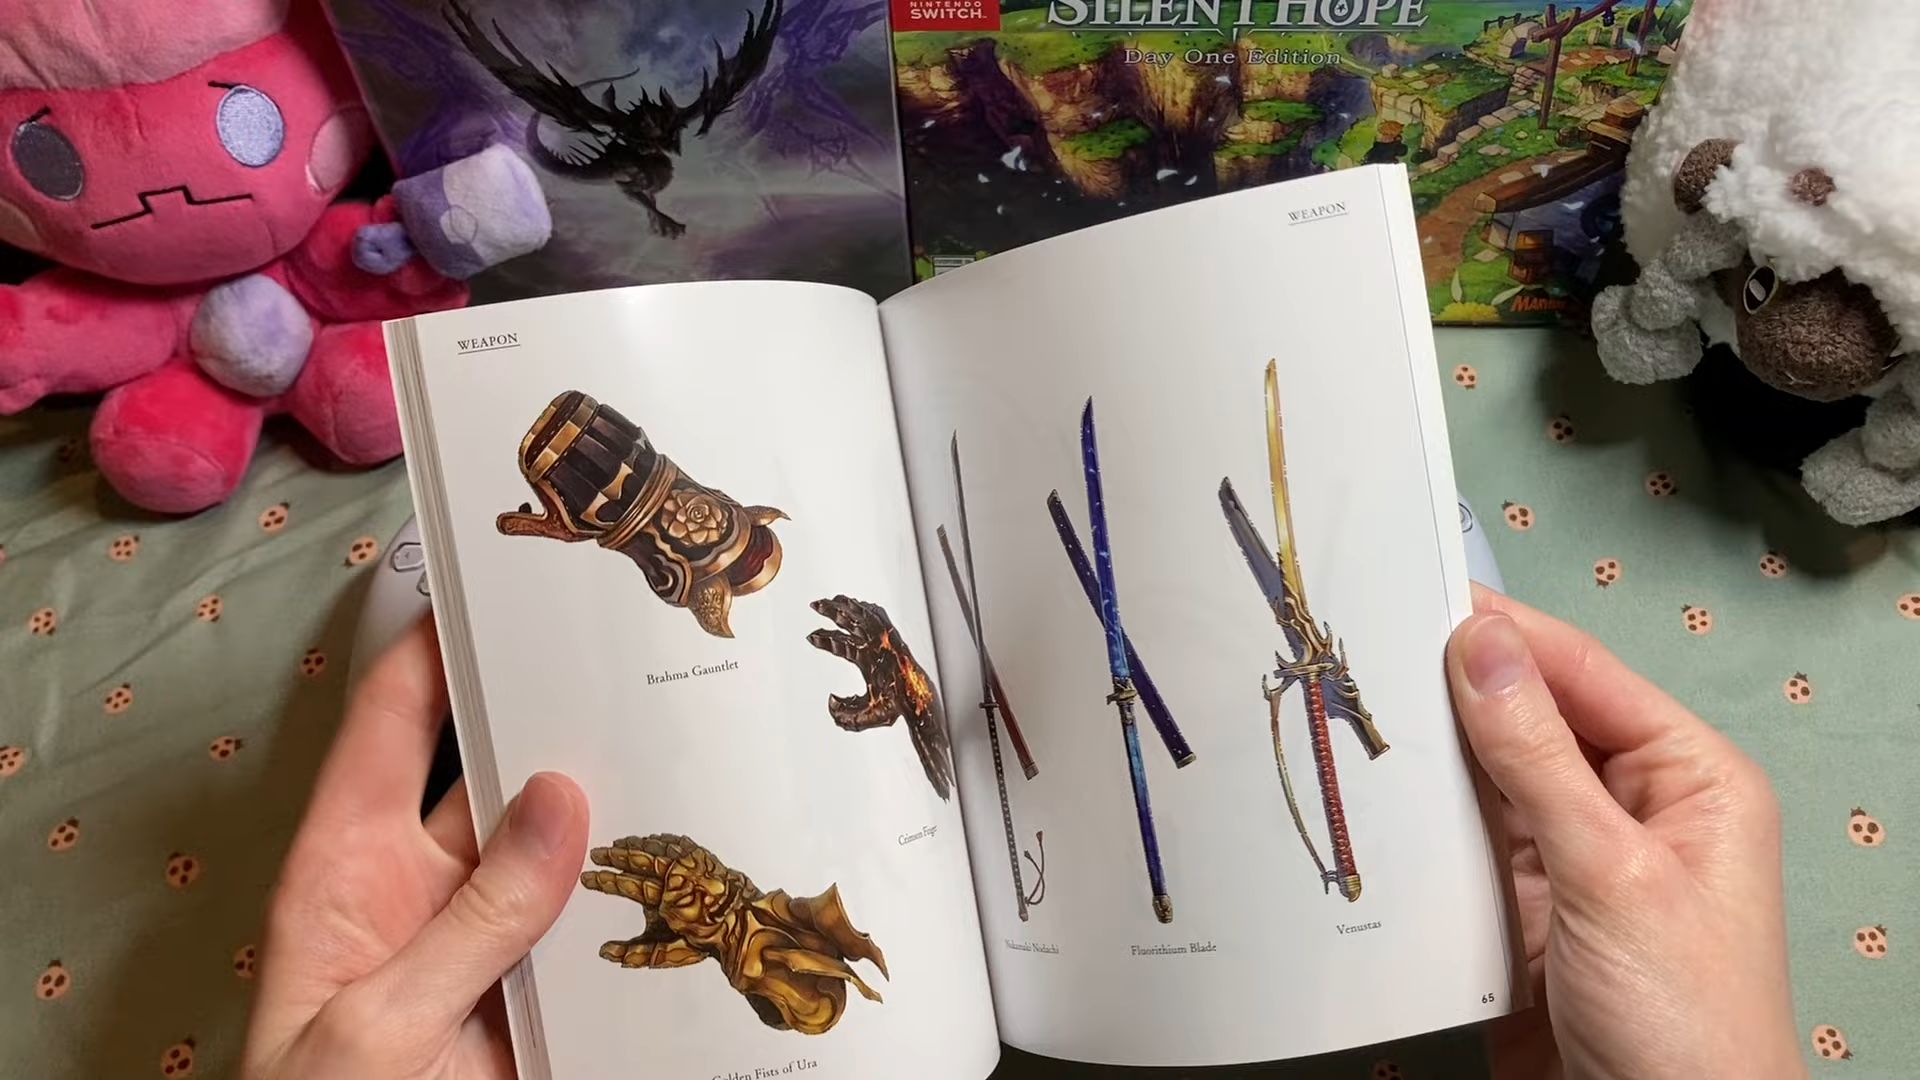 NINTENDO
SWITCH
SILENT HOPE
Day One Edition
WEAPON
Brahma Gauntlet
Crimson
Golden Fists of Ura
WEAPON
Nodachi
Fluorithium Blade
Venustas
65